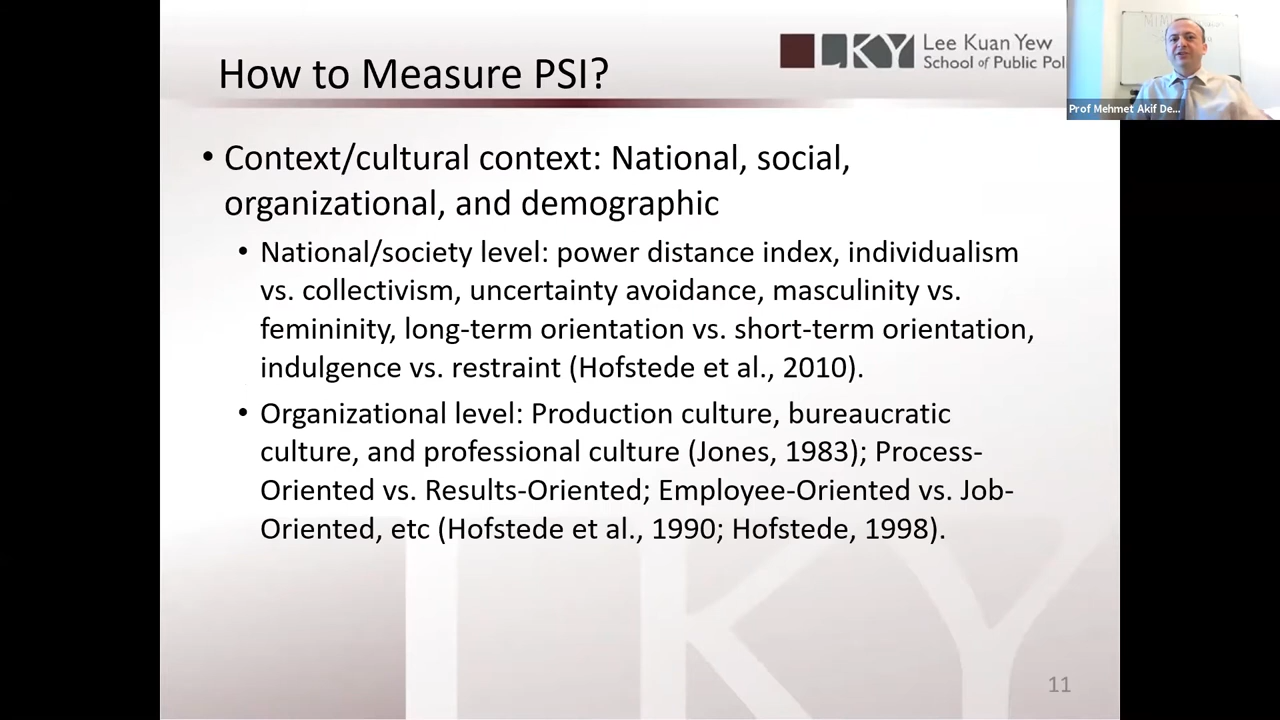 How to Measure PSI?
Lee Kuan Yew
School of Public Pol
Prof Mehmet Akif De...
• Context/cultural context: National, social,
organizational, and demographic
• National/society level: power distance index, individualism
vs. collectivism, uncertainty avoidance, masculinity vs.
femininity, long-term orientation vs. short-term orientation,
indulgence vs. restraint (Hofstede et al., 2010).
• Organizational level: Production culture, bureaucratic
culture, and professional culture (Jones, 1983); Process-
Oriented vs. Results-Oriented; Employee-Oriented vs. Job-
Oriented, etc (Hofstede et al., 1990; Hofstede, 1998).
LKY
11